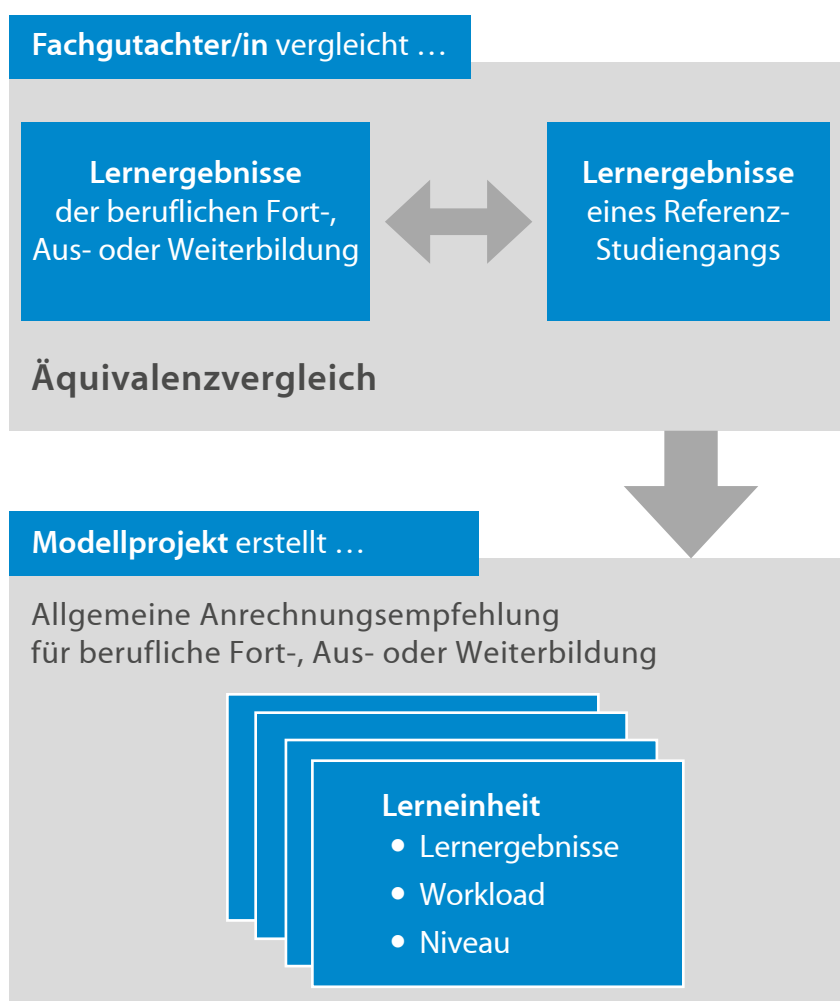 Fachgutachter/in vergleicht …
Lernergebnisse
der beruflichen Fort-,
Aus- oder Weiterbildung
Lernergebnisse
eines Referenz-
Studiengangs
Äquivalenzvergleich
Modellprojekt erstellt …
Allgemeine Anrechnungsempfehlung
für berufliche Fort-, Aus- oder Weiterbildung
Lerneinheit
• Lernergebnisse
• Workload
• Niveau